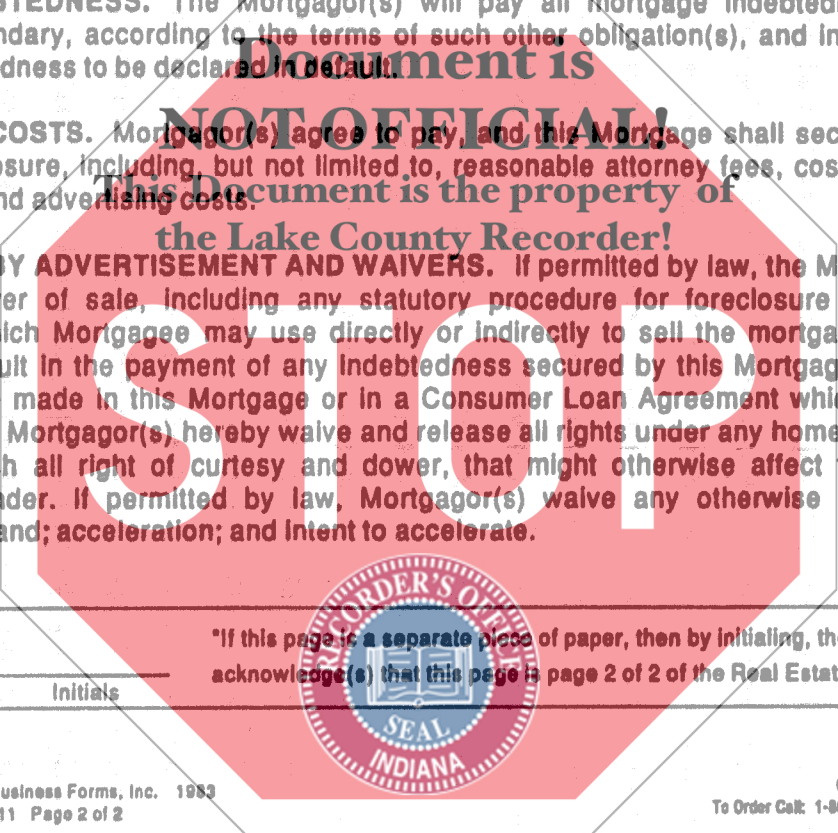 STEDNESS. The Mortgagor(s) will pay all mortgage indebted
ndary, according to the terms of such other obligation(s), and in
dness to be declared in default.
Document is
NOT OFFICIAL!
COSTS. Mortgagor(s) agree to pay, and this Mortgage shall sec
osure, including, but not limited to, reasonable attorney fees, cos
nd advertising costs.
This Document is the property of
the Lake County Recorder!
BY ADVERTISEMENT AND WAIVERS. If permitted by law, the M
er of sale, including any statutory procedure for foreclosure
ich Mortgagee may use directly or indirectly to sell the mortga
ult in the payment of any indebtedness secured by this Mortgag
made in this Mortgage or in a Consumer Loan Agreement whi
Mortgagor(s) hereby waive and release all rights under any home
h all right of curtesy and dower, that might otherwise affect
der. If permitted by law, Mortgagor(s) waive any otherwise
and; acceleration; and intent to accelerate.
STOP
RECORDER'S OFFICE
SEAL
INDIANA
"If this page is a separate piece of paper, then by initialing, the
acknowledge(s) that this page is page 2 of 2 of the Real Estat
Initials
usiness Forms, Inc. 1983
11 Page 2 of 2
To Order Call: 1-8